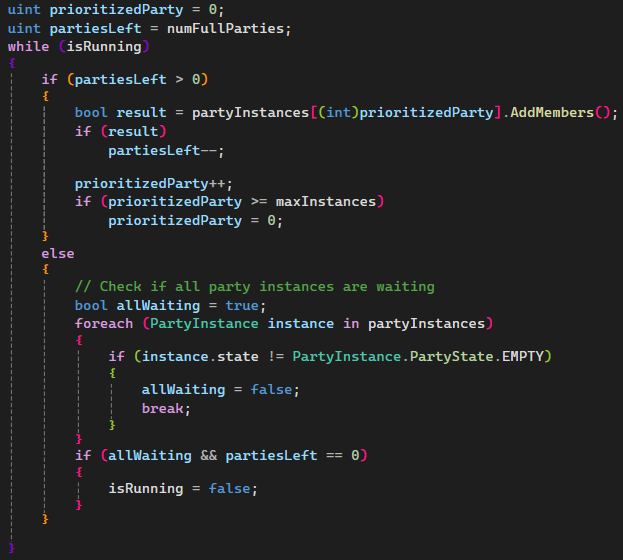 uint prioritizedParty = 0;
uint partiesLeft = numFullParties;
while (isRunning)
{
    if (partiesLeft > 0)
    {
        bool result = partyInstances[(int)prioritizedParty].AddMembers();
        if (result)
            partiesLeft--;

        prioritizedParty++;
        if (prioritizedParty >= maxInstances)
            prioritizedParty = 0;
    }
    else
    {
        // Check if all party instances are waiting
        bool allWaiting = true;
        foreach (PartyInstance instance in partyInstances)
        {
            if (instance.state != PartyInstance.PartyState.EMPTY)
            {
                allWaiting = false;
                break;
            }
        }
        if (allWaiting && partiesLeft == 0)
        {
            isRunning = false;
        }
    }

}